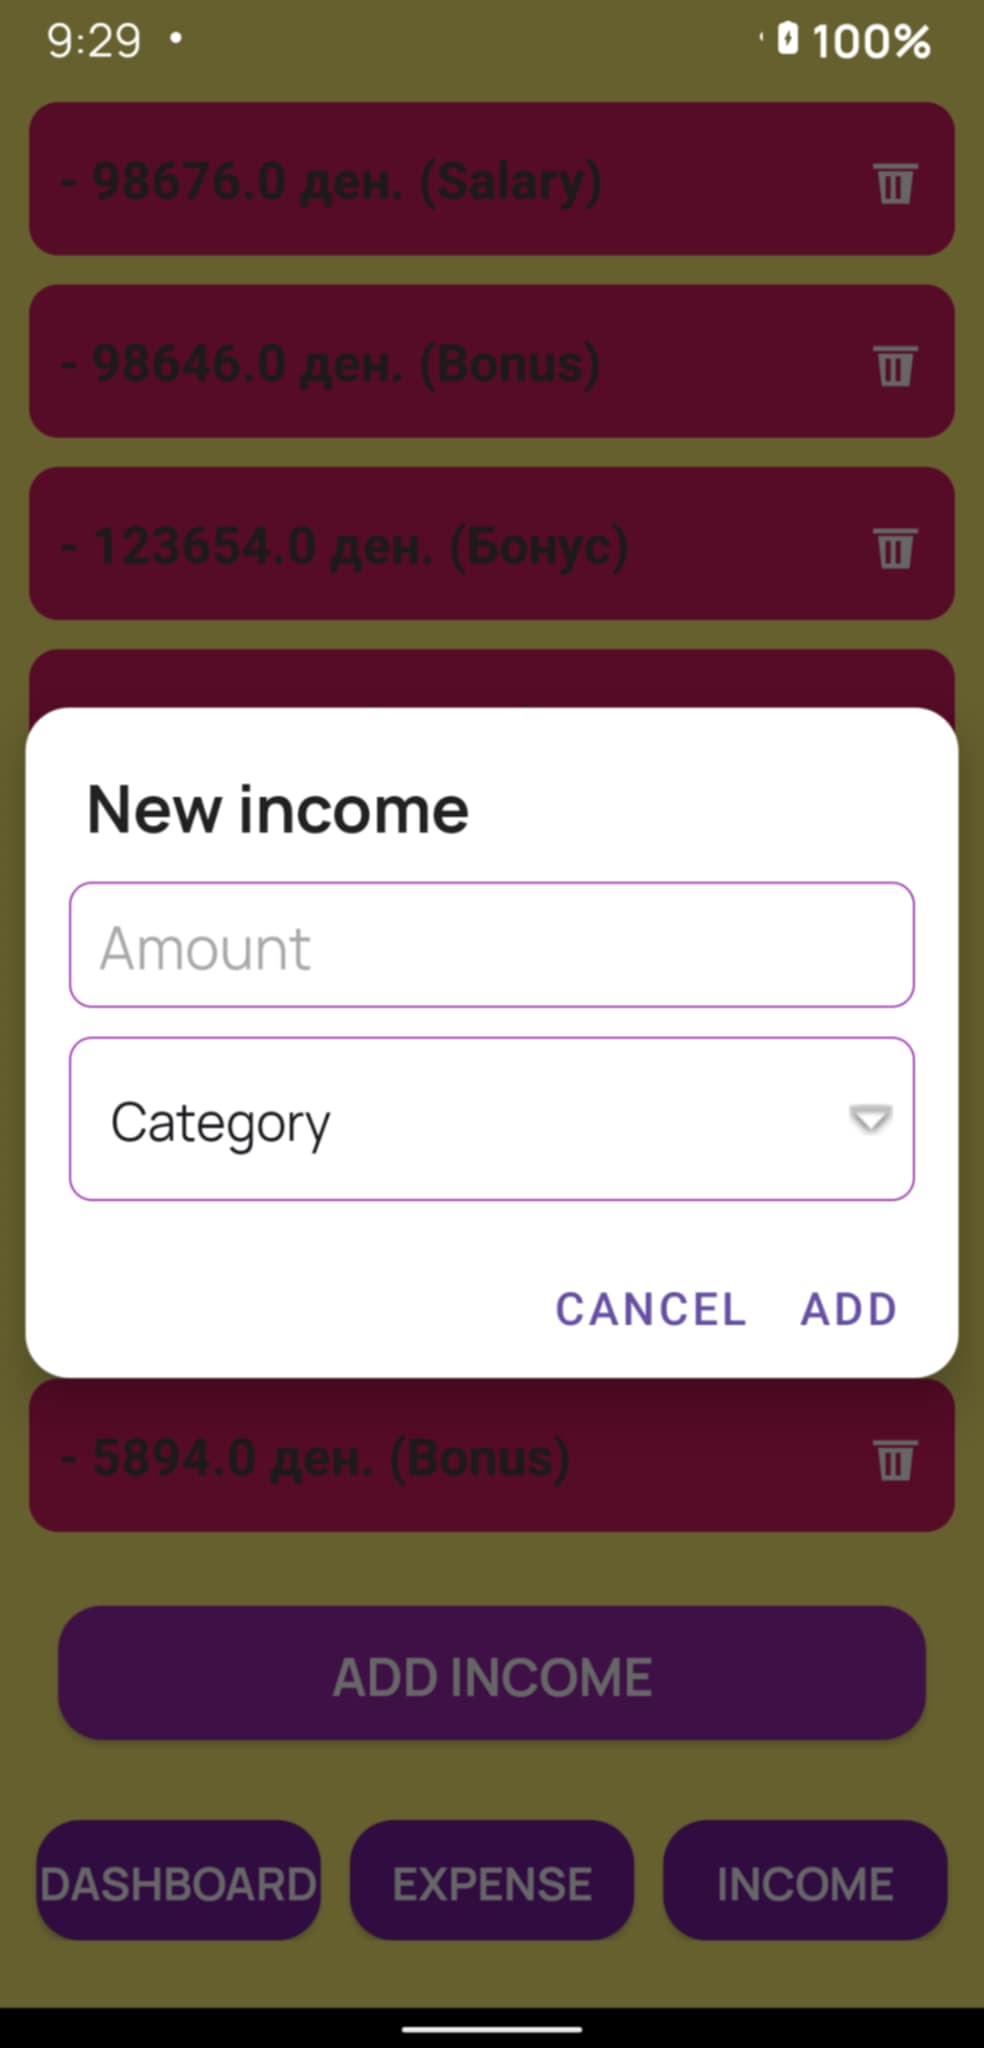 9:29
100%
- 98676.0 ден. (Salary)
- 98646.0 ден. (Bonus)
- 123654.0 ден. (Бонус)
New income
Amount
Category
CANCEL ADD
- 5894.0 ден. (Bonus)
ADD INCOME
DASHBOARD EXPENSE INCOME